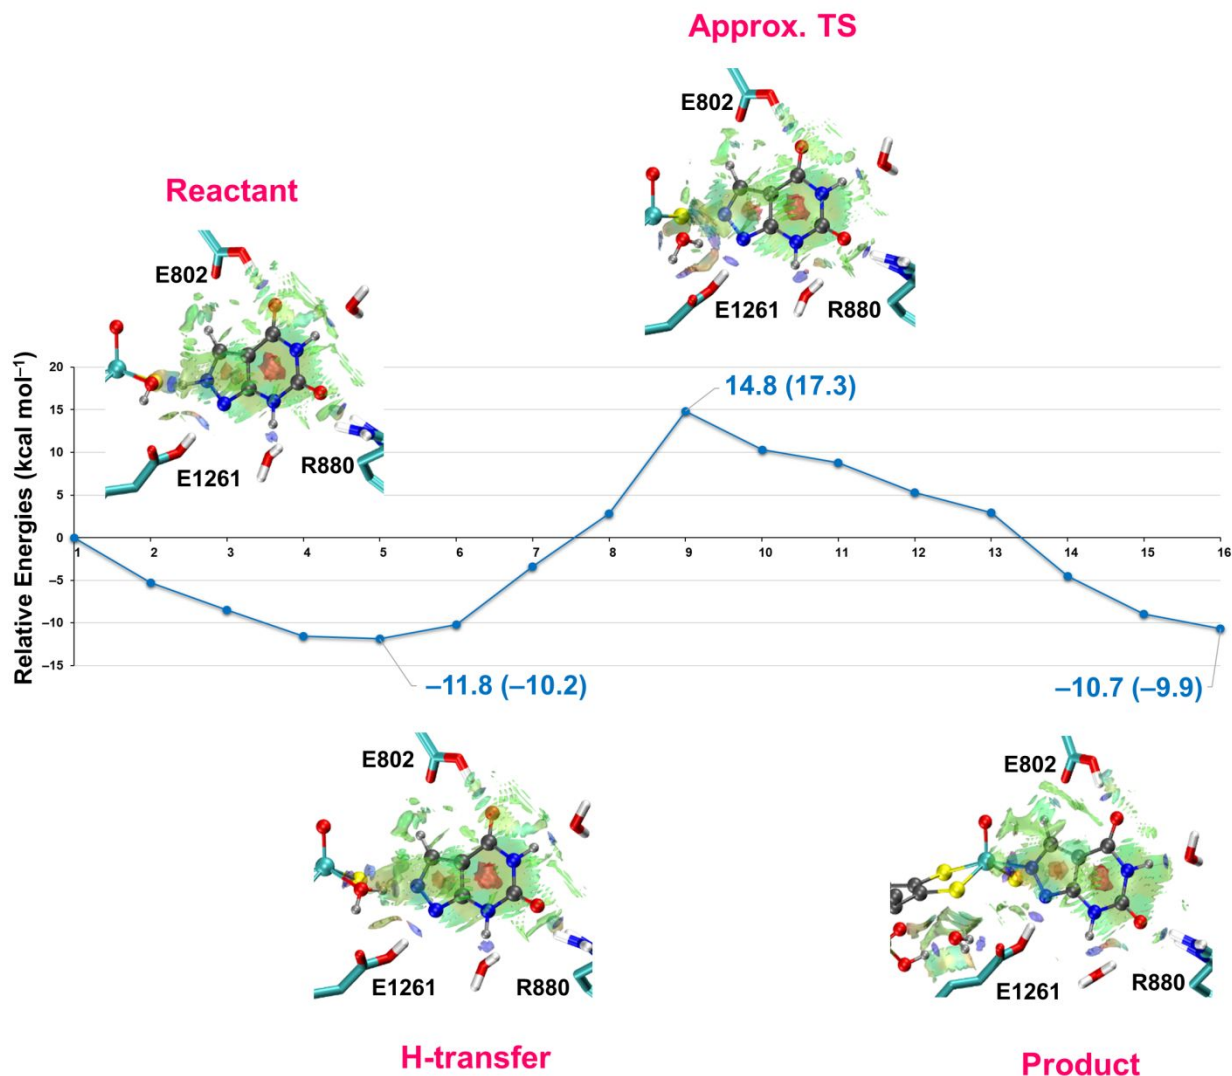 Approx. TS
E802
E1261
R880
Reactant
E802
E1261
R880
Relative Energies (kcal mol⁻¹)
20
15
10
5
0
–5
–10
–15
1
2
3
4
5
6
7
8
9
10
11
12
13
14
15
16
14.8 (17.3)
–11.8 (–10.2)
–10.7 (–9.9)
E802
E1261
R880
H-transfer
E802
E1261
R880
Product